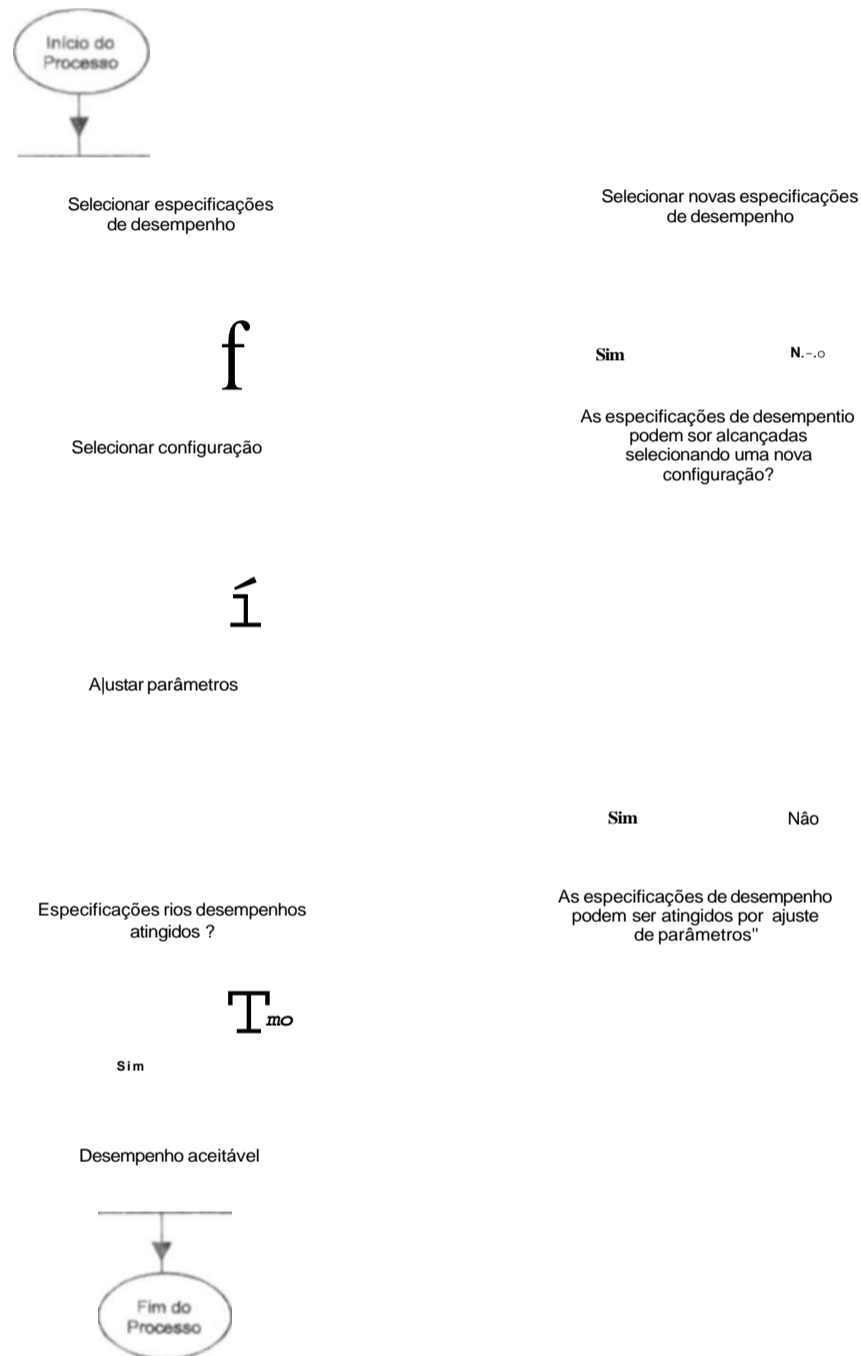 Início do
Processo
Selecionar especificações
de desempenho
Selecionar novas especificações
de desempenho
f
Sim
N.-.o
Selecionar configuração
As especificações de desempentio
podem sor alcançadas
selecionando uma nova
configuração?
í
A|ustar parâmetros
Sim
Nâo
Especificações rios desempenhos
atingidos ?
As especificações de desempenho
podem ser atingidos por ajuste
de parâmetros"
T mo
Sim
Desempenho aceitável
Fim do
Processo